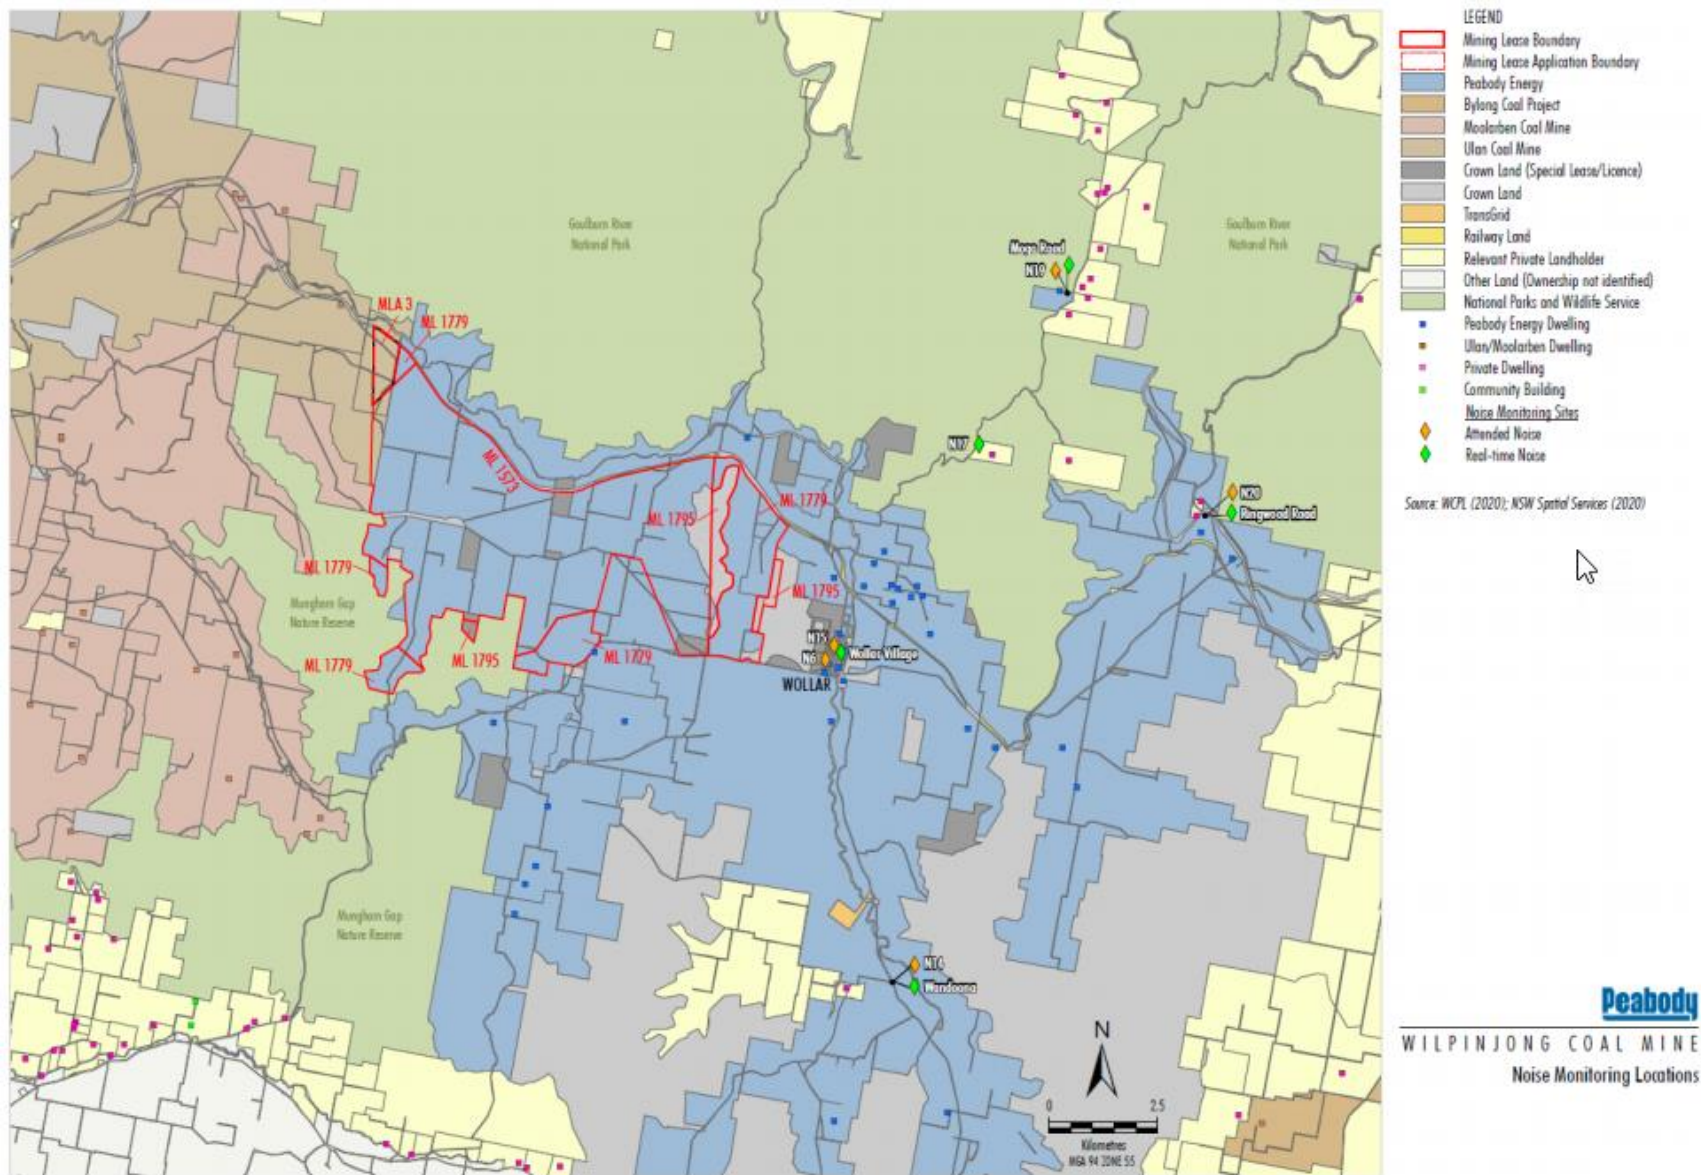 Goulburn River
National Park
Goulburn River
National Park
Mogo Road
N19
MLA 3
ML 1779
N17
ML 1573
ML 1795
ML 1779
N20
Ringwood Road
ML 1779
Munghorn Gap
Nature Reserve
ML 1795
ML 1779
ML 1795
ML 1779
N15
N6
Wollar Village
WOLLAR
Munghorn Gap
Nature Reserve
N14
Wandoona
N
0 2.5
Kilometres
MGA 94 ZONE 55
LEGEND
Mining Lease Boundary
Mining Lease Application Boundary
Peabody Energy
Bylong Coal Project
Moolarben Coal Mine
Ulan Coal Mine
Crown Land (Special Lease/Licence)
Crown Land
TransGrid
Railway Land
Relevant Private Landholder
Other Land (Ownership not identified)
National Parks and Wildlife Service
Peabody Energy Dwelling
Ulan/Moolarben Dwelling
Private Dwelling
Community Building
Noise Monitoring Sites
Attended Noise
Real-time Noise
Source: WCPL (2020); NSW Spatial Services (2020)
Peabody
WILPINJONG COAL MINE
Noise Monitoring Locations